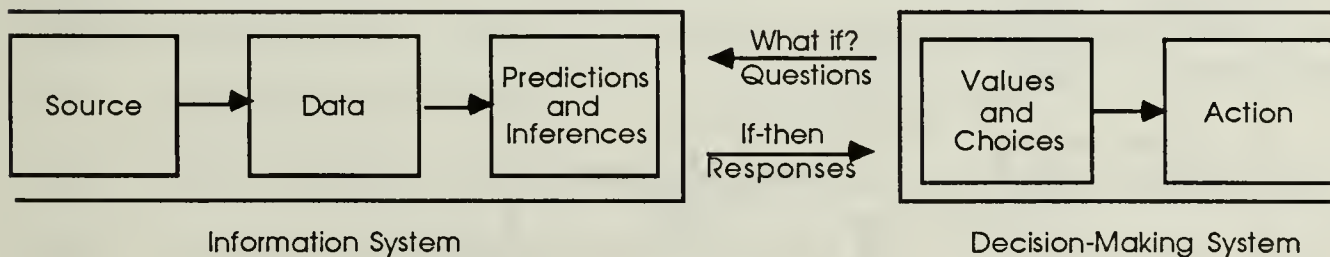 Source
Data
Predictions
and
Inferences
What if?
Questions
If-then
Responses
Values
and
Choices
Action
Information System
Decision-Making System